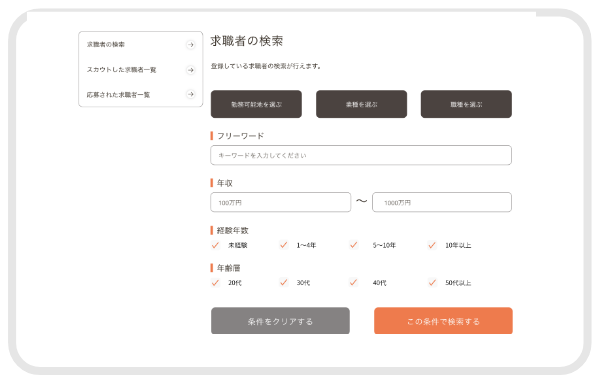 求職者の検索
スカウトした求職者一覧
応募された求職者一覧
求職者の検索
登録している求職者の検索が行えます。
勤務可能地を選ぶ
業種を選ぶ
職種を選ぶ
フリーワード
キーワードを入力してください
年収
100万円 〜 1000万円
経験年数
未経験 1〜4年 5〜10年 10年以上
年齢層
20代 30代 40代 50代以上
条件をクリアする
この条件で検索する